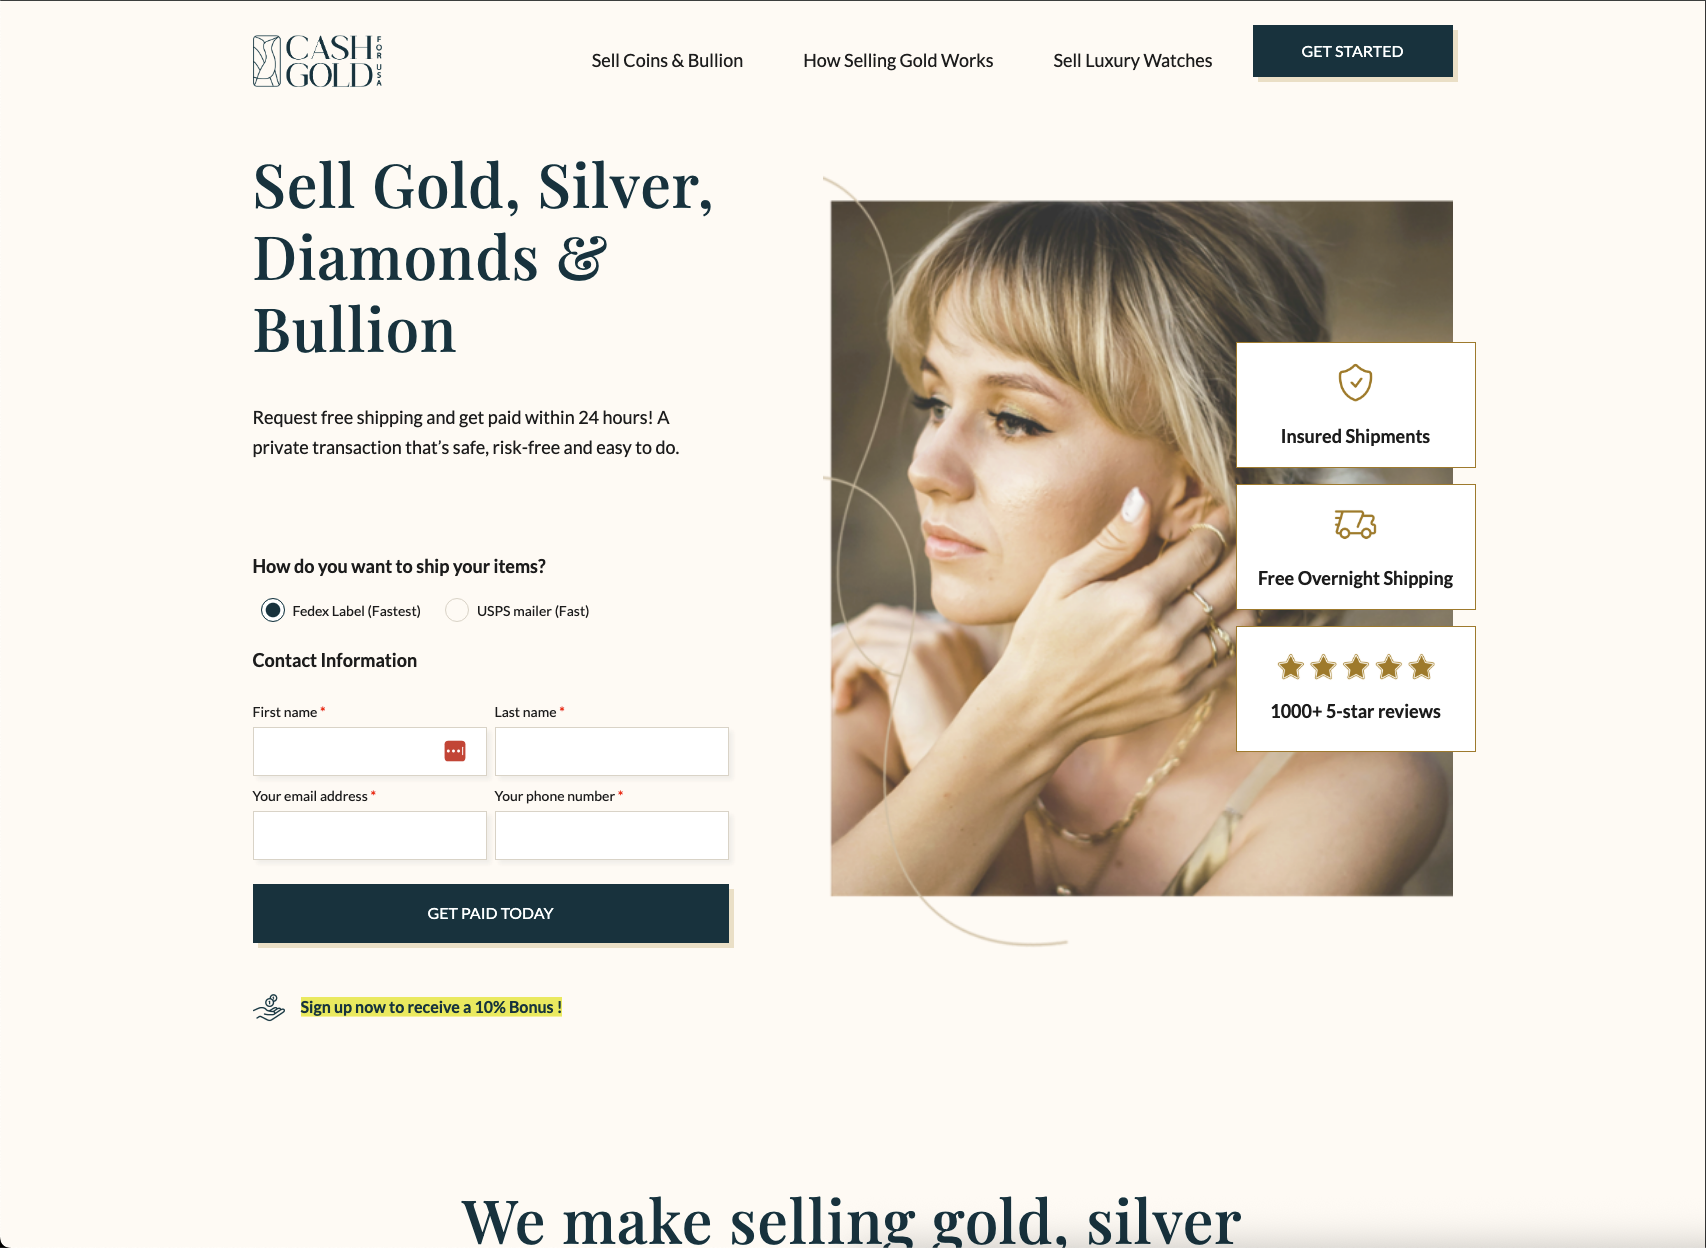 CASH
GOLD
FOR USA
Sell Coins & Bullion
How Selling Gold Works
Sell Luxury Watches
GET STARTED
Sell Gold, Silver,
Diamonds &
Bullion
Request free shipping and get paid within 24 hours! A
private transaction that’s safe, risk-free and easy to do.
How do you want to ship your items?
Fedex Label (Fastest)
USPS mailer (Fast)
Contact Information
First name *
Last name *
Your email address *
Your phone number *
GET PAID TODAY
Sign up now to receive a 10% Bonus !
Insured Shipments
Free Overnight Shipping
1000+ 5-star reviews
We make selling gold, silver